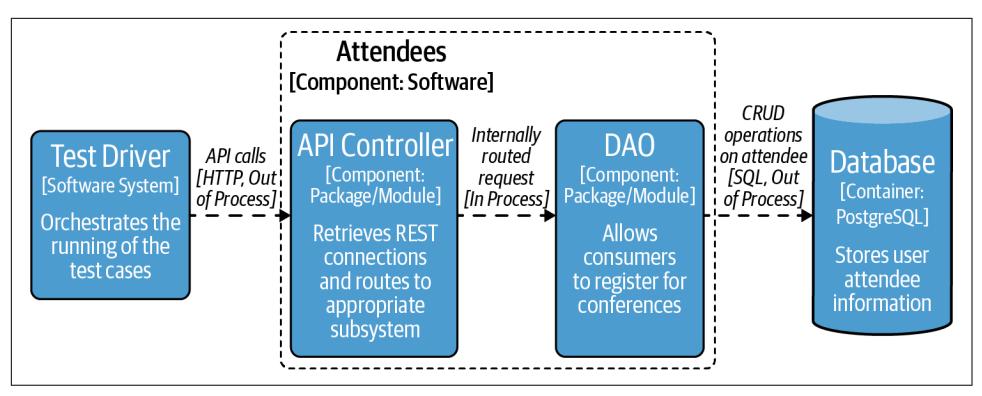 Attendees
[Component: Software]
Test Driver
[Software System]
Orchestrates the
running of the
test cases
API calls
[HTTP, Out
of Process]
API Controller
[Component:
Package/Module]
Retrieves REST
connections
and routes to
appropriate
subsystem
Internally
routed
request
[In Process]
DAO
[Component:
Package/Module]
Allows
consumers
to register for
conferences
CRUD
operations
on attendee
[SQL, Out
of Process]
Database
[Container:
PostgreSQL]
Stores user
attendee
information